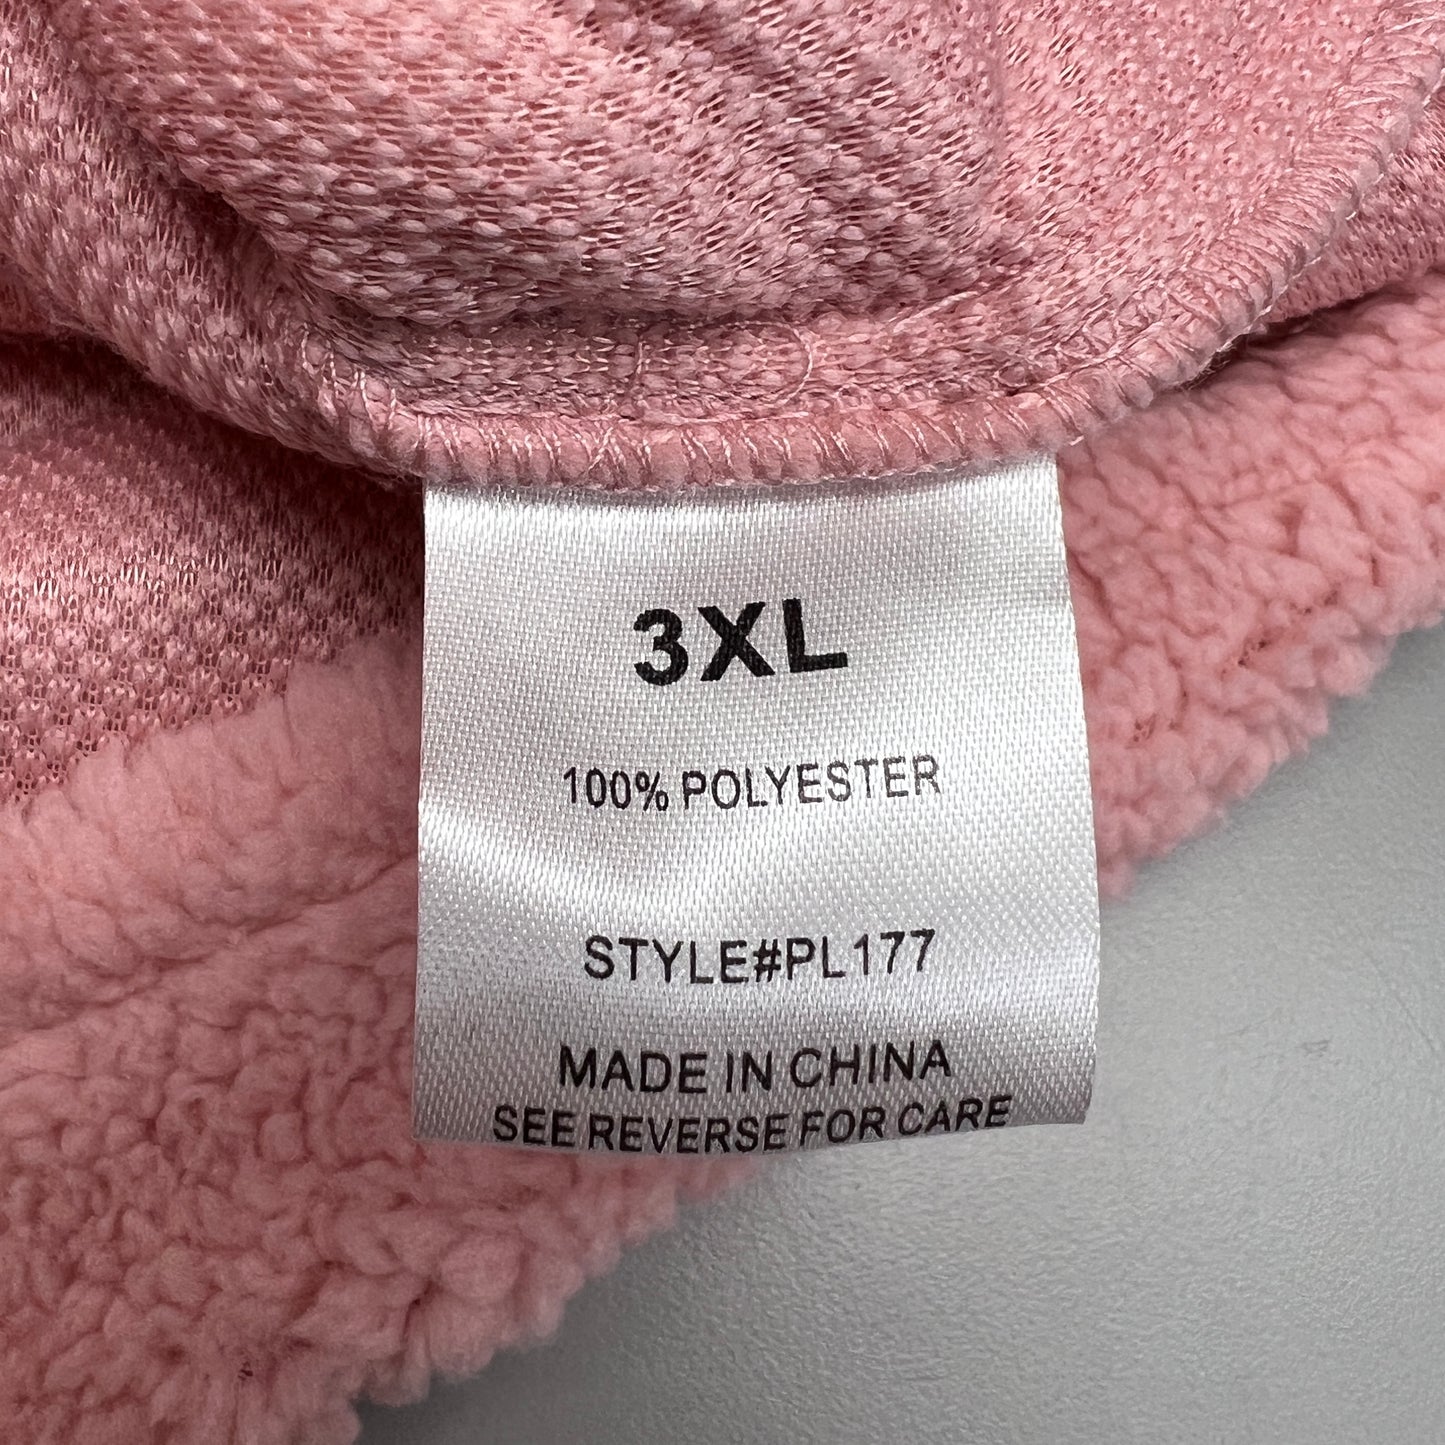 3XL
100% POLYESTER
STYLE#PL177
MADE IN CHINA
SEE REVERSE FOR CARE